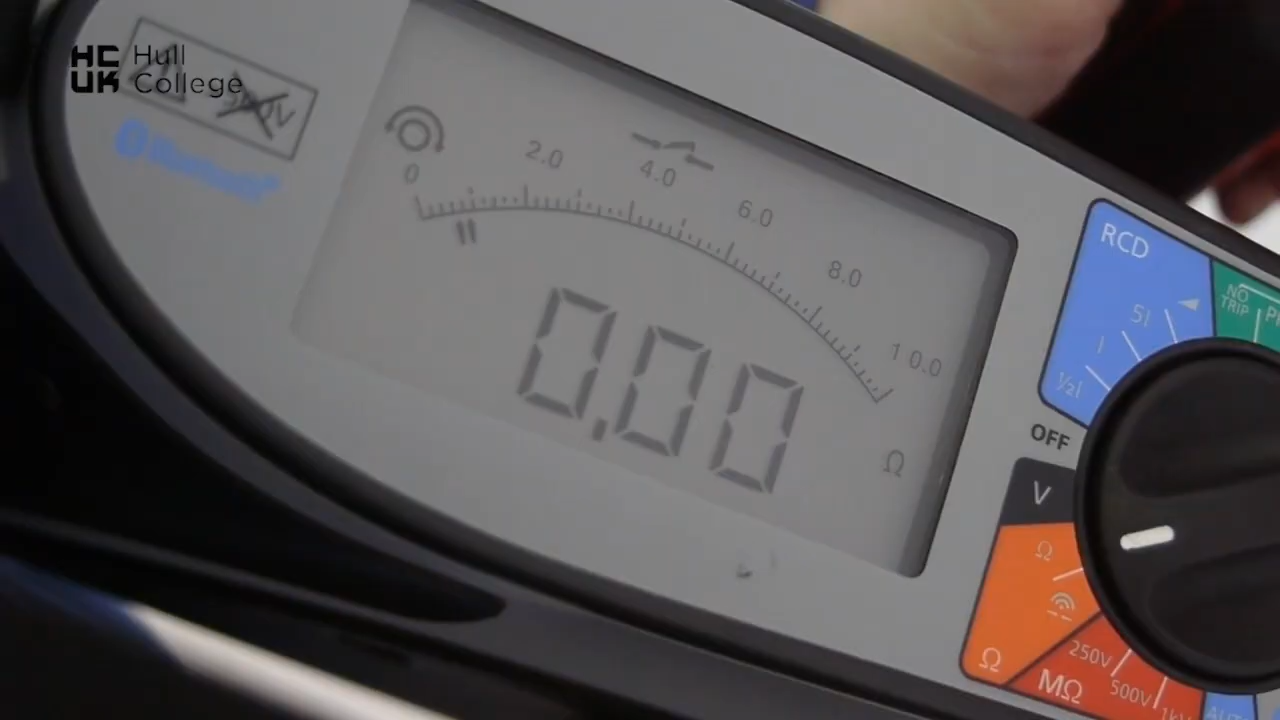 HC
UK
Hull
College
Bluetooth
0
2.0
4.0
6.0
8.0
10.0
0.00
Ω
RCD
½I
I
5I
NO
TRIP
OFF
V
Ω
Ω
MΩ
250V
500V
1kV